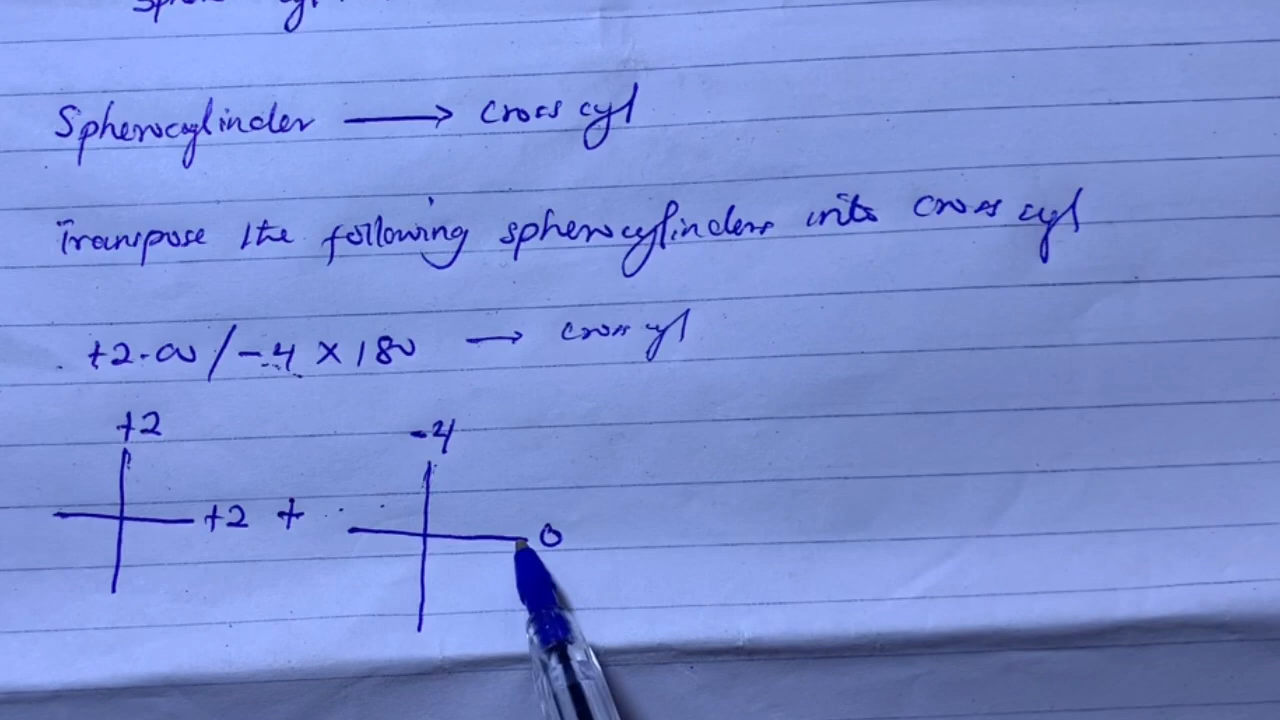 Spherocylinder → cross cyl
Transpose the following spherocylinders into cross cyl
+2.00 / -4 X 180 → cross cyl
+2 -4
+2 + 0